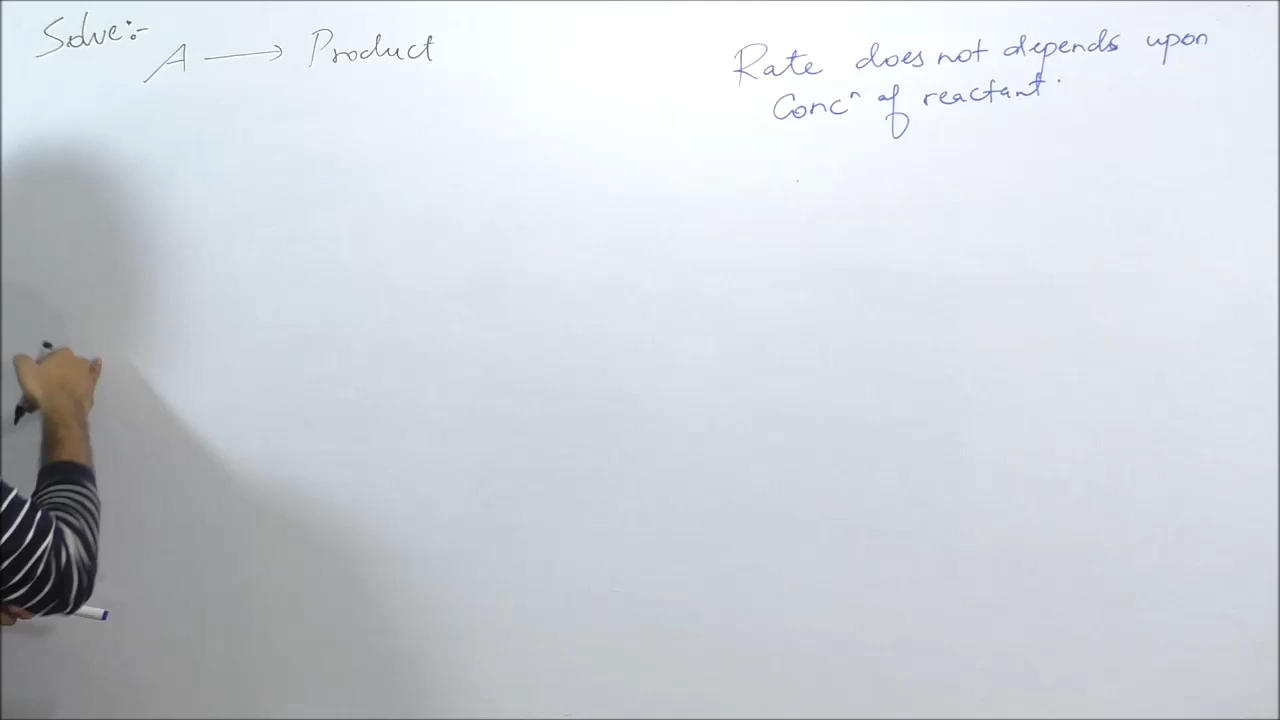 Solve:-
A ⟶ Product
Rate does not depends upon
Concⁿ of reactant.